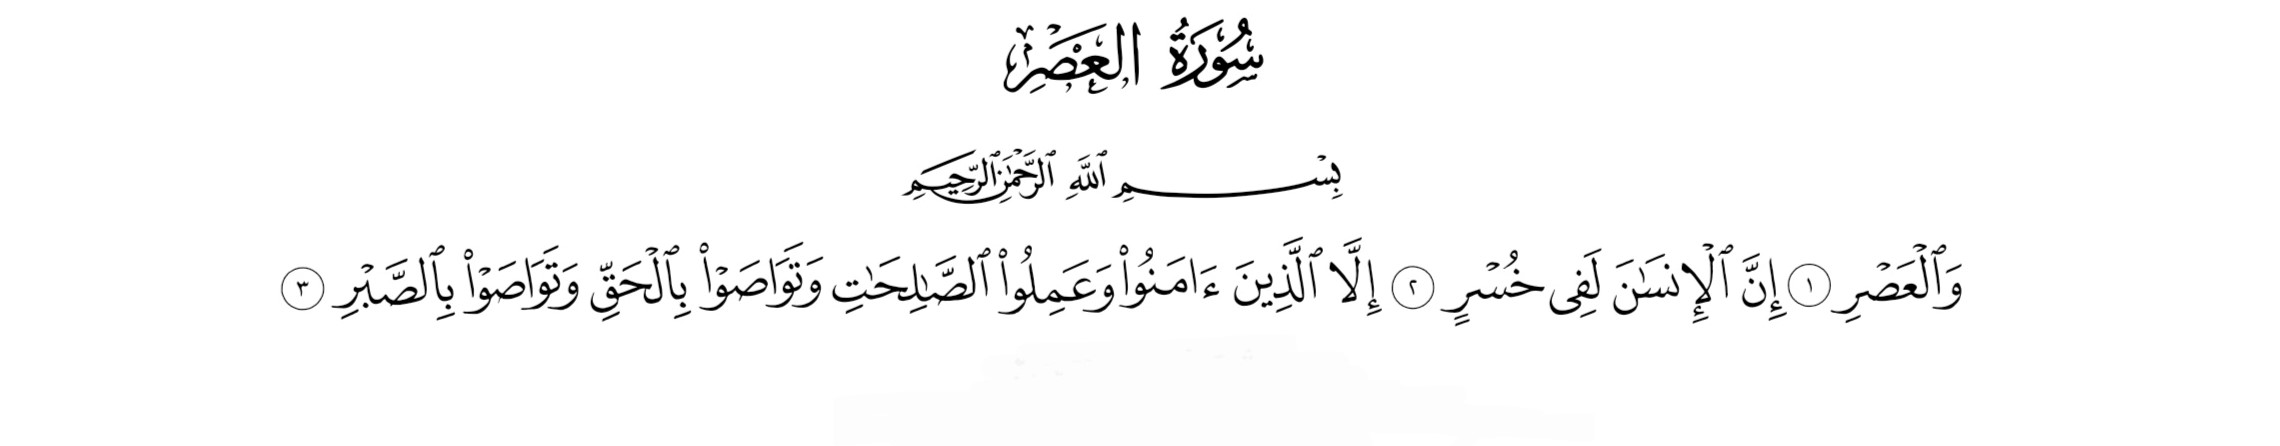 سُورَةُ العَصْرِ
بِسْمِ ٱللَّهِ ٱلرَّحْمَٰنِ ٱلرَّحِيمِ
وَٱلْعَصْرِ ١ إِنَّ ٱلْإِنسَٰنَ لَفِى خُسْرٍ ٢ إِلَّا ٱلَّذِينَ ءَامَنُوا۟ وَعَمِلُوا۟ ٱلصَّٰلِحَٰتِ وَتَوَاصَوْا۟ بِٱلْحَقِّ وَتَوَاصَوْا۟ بِٱلصَّبْرِ ٣